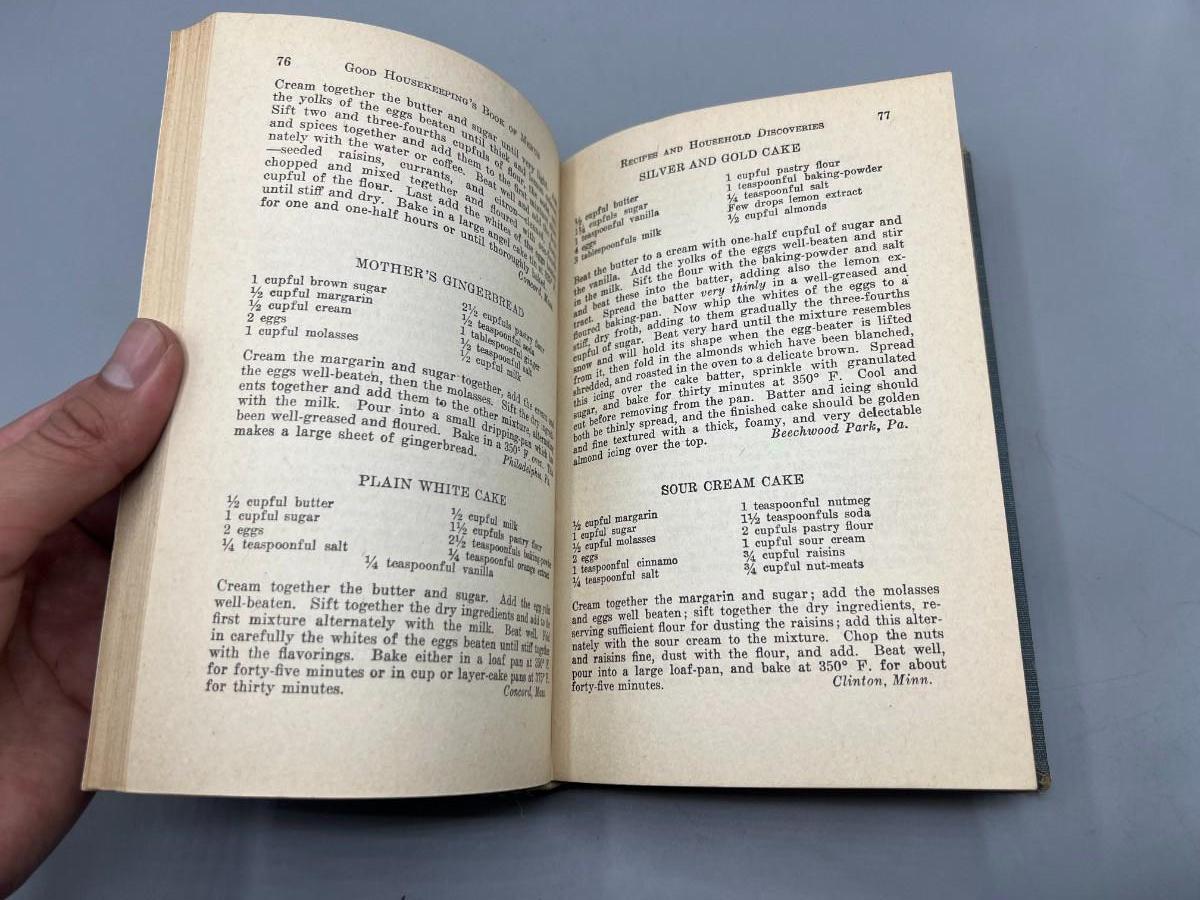 76 Good Housekeeping's Book of Menus
Cream together the butter and sugar until very
the yolks of the eggs beaten until thick, and
Sift two and three-fourths cupfuls of flour,
and spices together and add them to the first
nately with the water or coffee. Beat well and add
—seeded raisins, currants, and citron—
chopped and mixed together and floured with
cupful of the flour. Last add the whites of the eggs
until stiff and dry. Bake in a large angel cake
for one and one-half hours or until thoroughly
Concord, Mass.
MOTHER'S GINGERBREAD
1 cupful brown sugar
½ cupful margarin
½ cupful cream
2 eggs
1 cupful molasses
2½ cupfuls pastry flour
½ teaspoonful soda
1 tablespoonful ginger
½ teaspoonful salt
½ cupful milk
Cream the margarin and sugar together, add the cream and
the eggs well-beaten, then the molasses. Sift the dry
ents together and add them to the other mixture
with the milk. Pour into a small dripping-pan which
been well-greased and floured. Bake in a 350° F. oven. This
makes a large sheet of gingerbread.
Philadelphia, Pa.
PLAIN WHITE CAKE
½ cupful butter
1 cupful sugar
2 eggs
¼ teaspoonful salt
½ cupful milk
1½ cupfuls pastry flour
2½ teaspoonfuls baking-powder
¼ teaspoonful orange extract
¼ teaspoonful vanilla
Cream together the butter and sugar. Add the egg yolks
well-beaten. Sift together the dry ingredients and add to the
first mixture alternately with the milk. Beat well. Fold
in carefully the whites of the eggs beaten until stiff together
with the flavorings. Bake either in a loaf pan at 350° F.
for forty-five minutes or in cup or layer-cake pans at 375° F.
for thirty minutes. Concord, Mass.
Recipes and Household Discoveries 77
SILVER AND GOLD CAKE
½ cupful butter
1¼ cupfuls sugar
1 teaspoonful vanilla
4 eggs
3 tablespoonfuls milk
1 cupful pastry flour
1 teaspoonful baking-powder
¼ teaspoonful salt
Few drops lemon extract
½ cupful almonds
Beat the butter to a cream with one-half cupful of sugar and
the vanilla. Add the yolks of the eggs well-beaten and stir
in the milk. Sift the flour with the baking-powder and salt
and beat these into the batter, adding also the lemon ex-
tract. Spread the batter very thinly in a well-greased and
floured baking-pan. Now whip the whites of the eggs to a
stiff, dry froth, adding to them gradually the three-fourths
cupful of sugar. Beat very hard until the mixture resembles
snow and will hold its shape when the egg-beater is lifted
from it, then fold in the almonds which have been blanched,
shredded, and roasted in the oven to a delicate brown. Spread
this icing over the cake batter, sprinkle with granulated
sugar, and bake for thirty minutes at 350° F. Cool and
cut before removing from the pan. Batter and icing should
both be thinly spread, and the finished cake should be golden
and fine textured with a thick, foamy, and very delectable
almond icing over the top. Beechwood Park, Pa.
SOUR CREAM CAKE
½ cupful margarin
1 cupful sugar
½ cupful molasses
2 eggs
1 teaspoonful cinnamo
¼ teaspoonful salt
1 teaspoonful nutmeg
1½ teaspoonfuls soda
2 cupfuls pastry flour
1 cupful sour cream
¾ cupful raisins
¾ cupful nut-meats
Cream together the margarin and sugar; add the molasses
and eggs well beaten; sift together the dry ingredients, re-
serving sufficient flour for dusting the raisins; add this alter-
nately with the sour cream to the mixture. Chop the nuts
and raisins fine, dust with the flour, and add. Beat well,
pour into a large loaf-pan, and bake at 350° F. for about
forty-five minutes. Clinton, Minn.